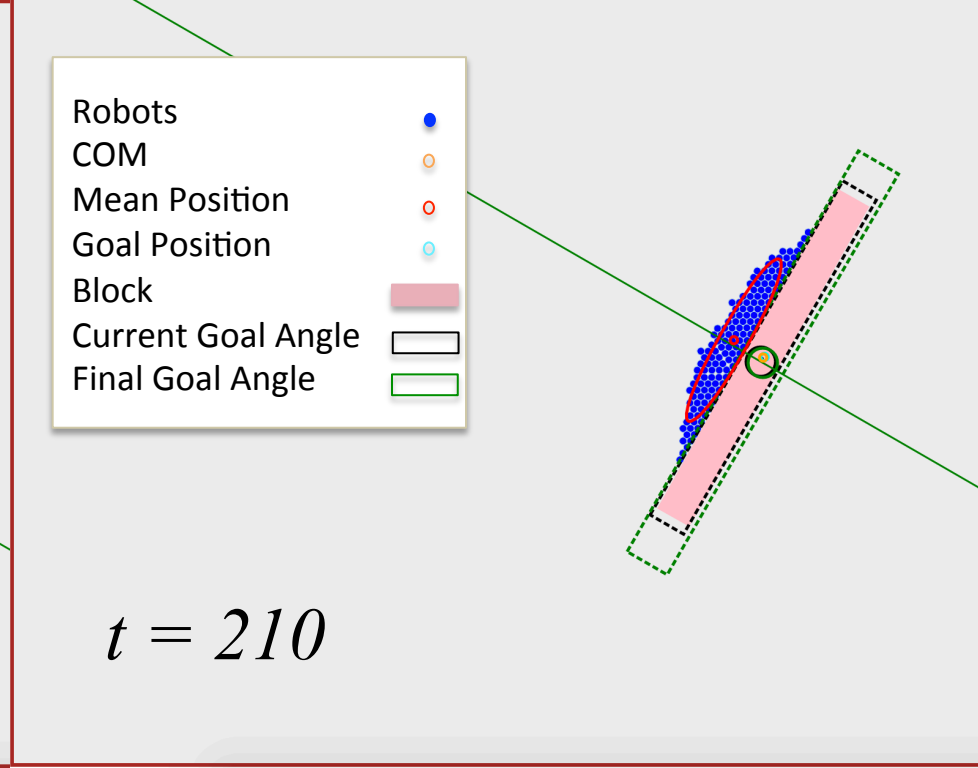 Robots
COM
Mean Position
Goal Position
Block
Current Goal Angle
Final Goal Angle
t = 210